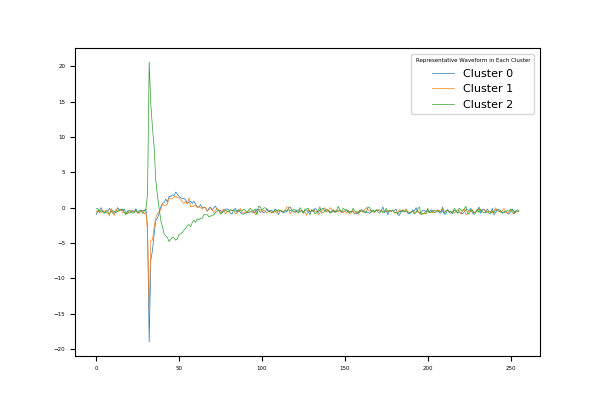 Representative Waveform in Each Cluster
Cluster 0
Cluster 1
Cluster 2
20
15
10
5
0
−5
−10
−15
−20
0 50 100 150 200 250